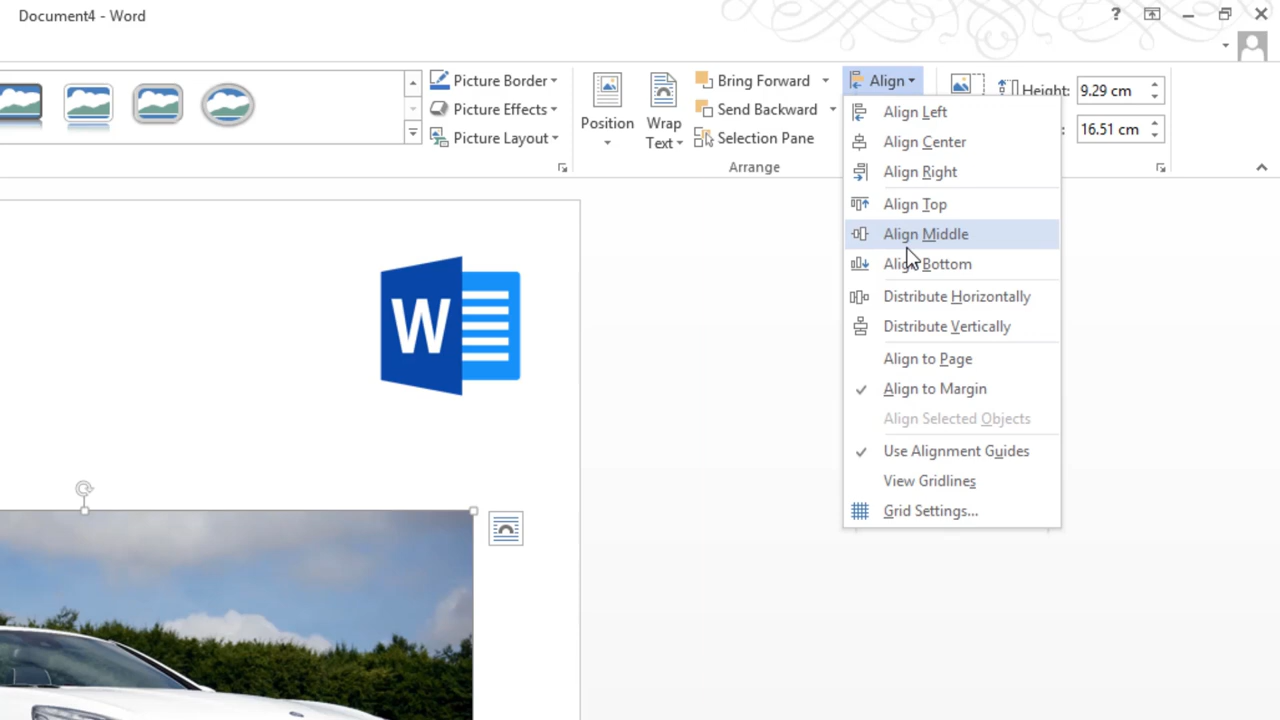 Document4 - Word
?
Picture Border
Picture Effects
Picture Layout
Position
Wrap
Text
Bring Forward
Send Backward
Selection Pane
Arrange
Align
Height:
9.29 cm
:
16.51 cm
Align Left
Align Center
Align Right
Align Top
Align Middle
Align Bottom
Distribute Horizontally
Distribute Vertically
Align to Page
Align to Margin
Align Selected Objects
Use Alignment Guides
View Gridlines
Grid Settings...
W